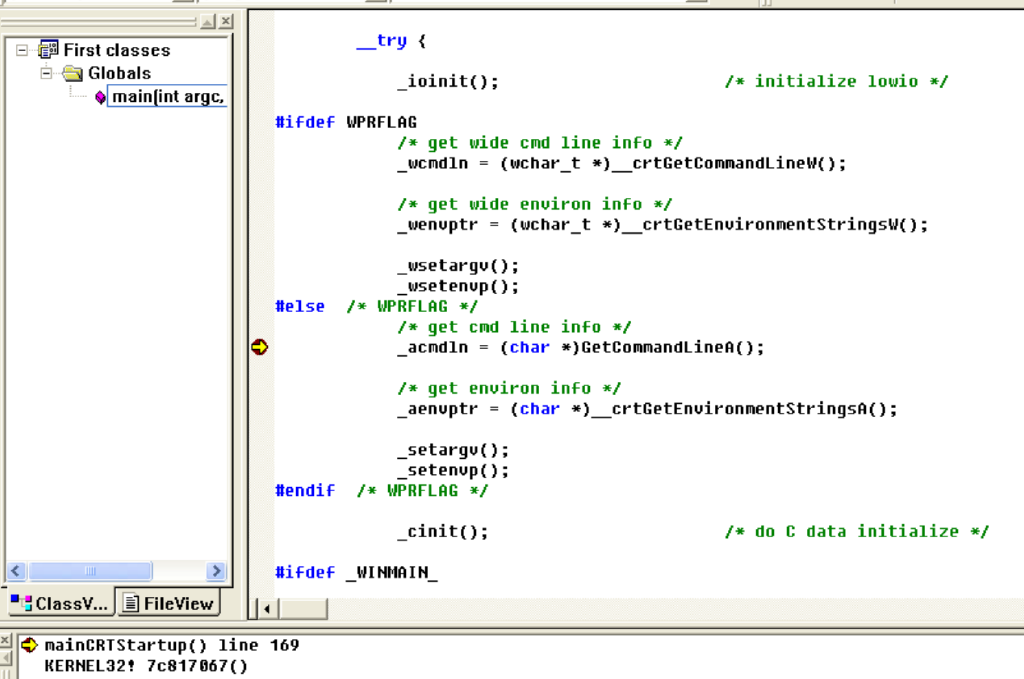 First classes
Globals
main(int argc,
ClassV...
FileView
__try {
_ioinit(); /* initialize lowio */
#ifdef WPRFLAG
/* get wide cmd line info */
_wcmdln = (wchar_t *)__crtGetCommandLineW();
/* get wide environ info */
_wenvptr = (wchar_t *)__crtGetEnvironmentStringsW();
_wsetargv();
_wsetenvp();
#else /* WPRFLAG */
/* get cmd line info */
_acmdln = (char *)GetCommandLineA();
/* get environ info */
_aenvptr = (char *)__crtGetEnvironmentStringsA();
_setargv();
_setenvp();
#endif /* WPRFLAG */
_cinit(); /* do C data initialize */
#ifdef _WINMAIN_
mainCRTStartup() line 169
KERNEL32! 7c817067()